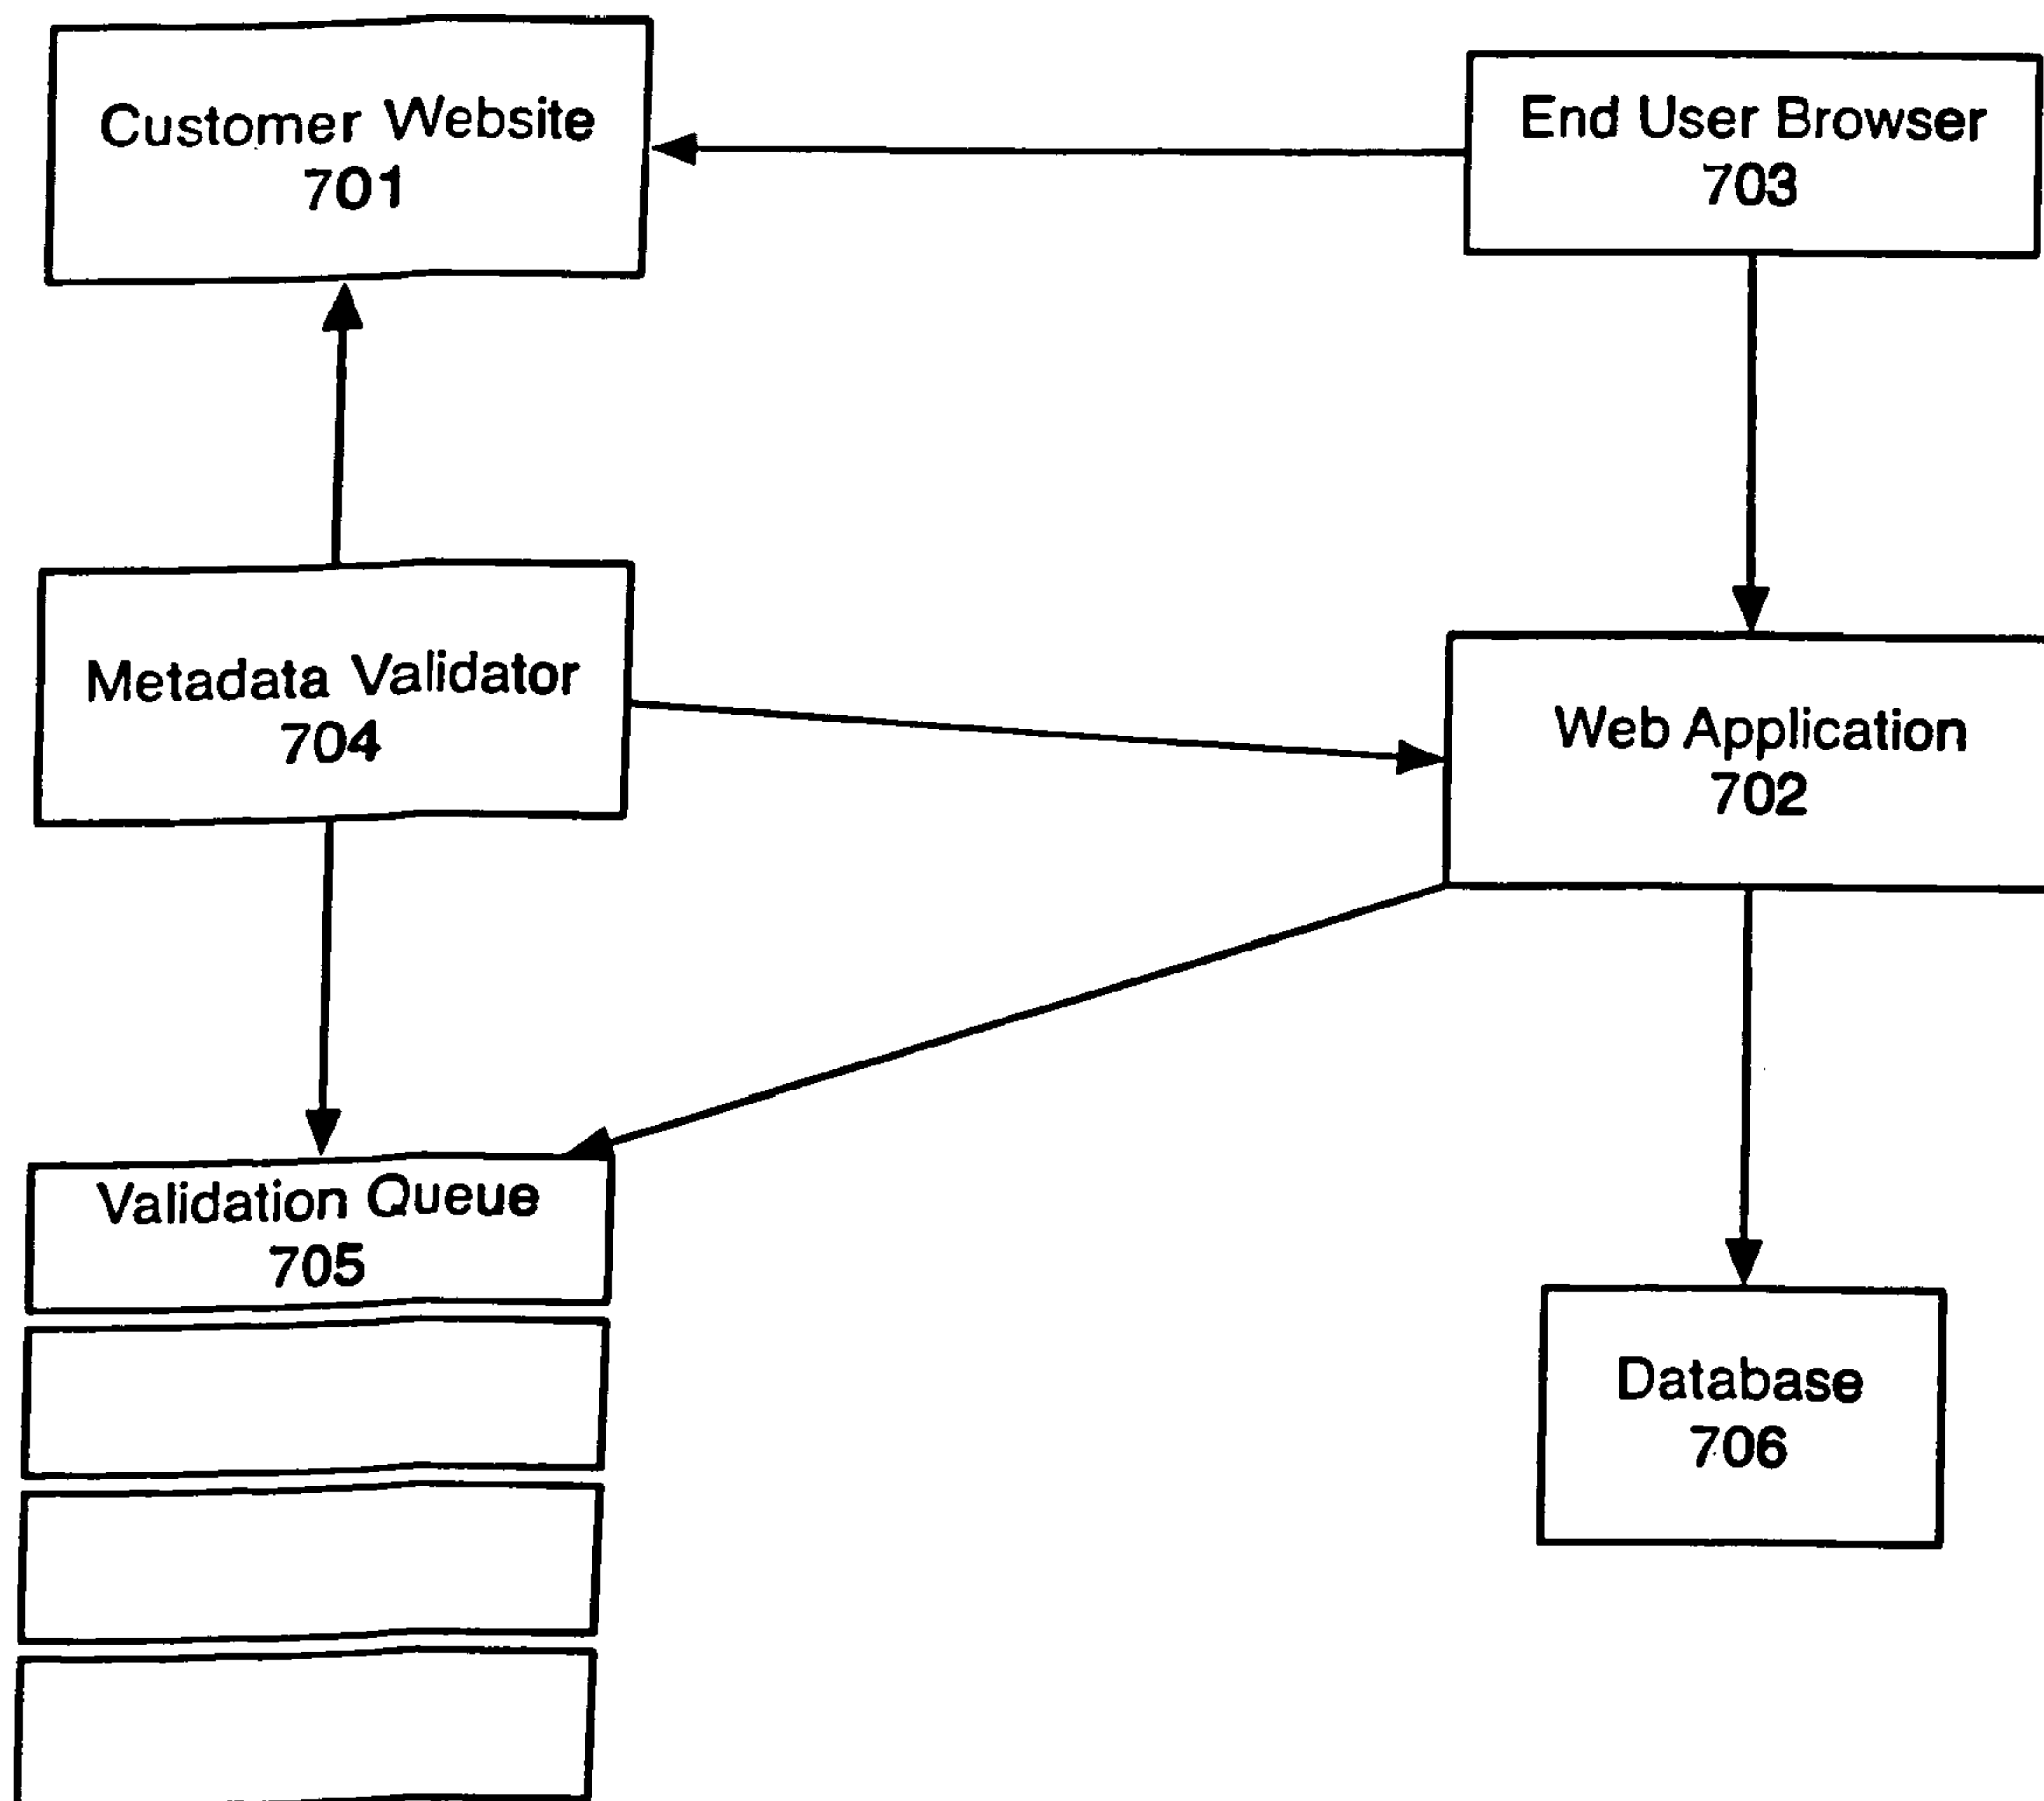 Customer Website
701
End User Browser
703
Metadata Validator
704
Web Application
702
Validation Queue
705
Database
706